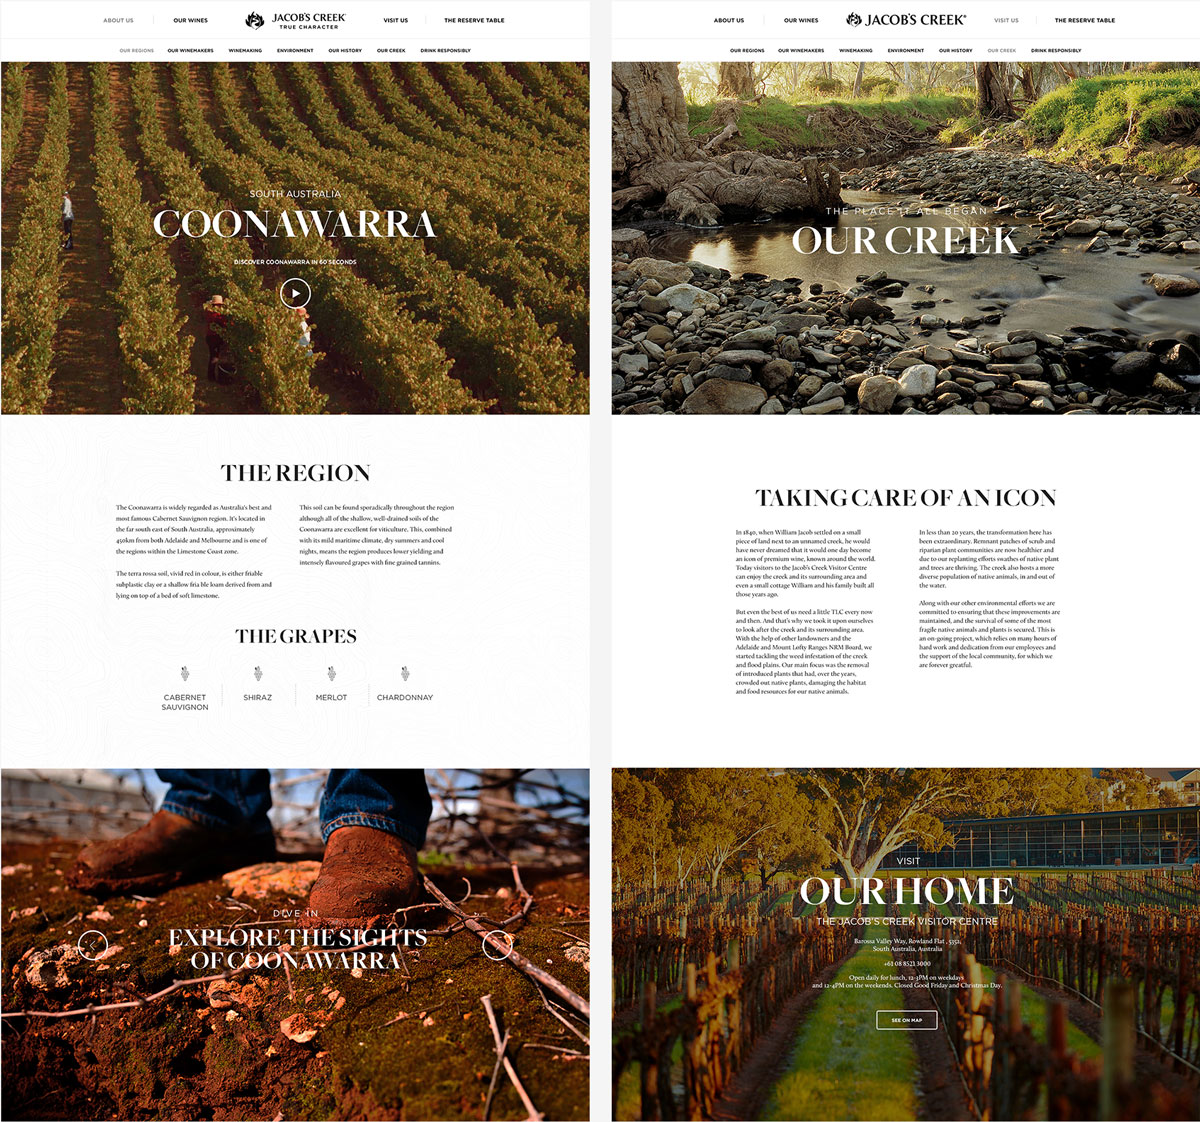 ABOUT US
OUR WINES
JACOB'S CREEK
TRUE CHARACTER
VISIT US
THE RESERVE TABLE
OUR REGIONS
OUR WINEMAKERS
WINEMAKING
ENVIRONMENT
OUR HISTORY
OUR CREEK
DRINK RESPONSIBLY
SOUTH AUSTRALIA
COONAWARRA
DISCOVER COONAWARRA IN 60 SECONDS
THE REGION
The Coonawarra is widely regarded as Australia's best and
most famous Cabernet Sauvignon region. It's located in
the far south east of South Australia, approximately
450km from both Adelaide and Melbourne and is one of
the regions within the Limestone Coast zone.
The terra rossa soil, vivid red in colour, is either friable
subplastic clay or a shallow fria ble loam derived from and
lying on top of a bed of soft limestone.
This soil can be found sporadically throughout the region
although all of the shallow, well-drained soils of the
Coonawarra are excellent for viticulture. This, combined
with its mild maritime climate, dry summers and cool
nights, means the region produces lower yielding and
intensely flavoured grapes with fine grained tannins.
THE GRAPES
CABERNET
SAUVIGNON
SHIRAZ
MERLOT
CHARDONNAY
DIVE IN
EXPLORE THE SIGHTS
OF COONAWARRA
ABOUT US
OUR WINES
JACOB'S CREEK®
VISIT US
THE RESERVE TABLE
OUR REGIONS
OUR WINEMAKERS
WINEMAKING
ENVIRONMENT
OUR HISTORY
OUR CREEK
DRINK RESPONSIBLY
THE PLACE IT ALL BEGAN
OUR CREEK
TAKING CARE OF AN ICON
In 1840, when William Jacob settled on a small
piece of land next to an unnamed creek, he would
have never dreamed that it would one day become
an icon of premium wine, known around the world.
Today visitors to the Jacob's Creek Visitor Centre
can enjoy the creek and its surrounding area and
even a small cottage William and his family built all
those years ago.
But even the best of us need a little TLC every now
and then. And that's why we took it upon ourselves
to look after the creek and its surrounding area.
With the help of other landowners and the
Adelaide and Mount Lofty Ranges NRM Board, we
started tackling the weed infestation of the creek
and flood plains. Our main focus was the removal
of introduced plants that had, over the years,
crowded out native plants, damaging the habitat
and food resources for our native animals.
In less than 20 years, the transformation here has
been extraordinary. Remnant patches of scrub and
riparian plant communities are now healthier and
due to our replanting efforts swathes of native plant
and trees are thriving. The creek also hosts a more
diverse population of native animals, in and out of
the water.
Along with our other environmental efforts we are
committed to ensuring that these improvements are
maintained, and the survival of some of the most
fragile native animals and plants is secured. This is
an on-going project, which relies on many hours of
hard work and dedication from our employees and
the support of the local community, for which we
are forever greatful.
VISIT
OUR HOME
THE JACOB'S CREEK VISITOR CENTRE
Barossa Valley Way, Rowland Flat , 5352,
South Australia, Australia
+61 08 8521 3000
Open daily for lunch, 12-3PM on weekdays
and 12-4PM on the weekends. Closed Good Friday and Christmas Day.
SEE ON MAP